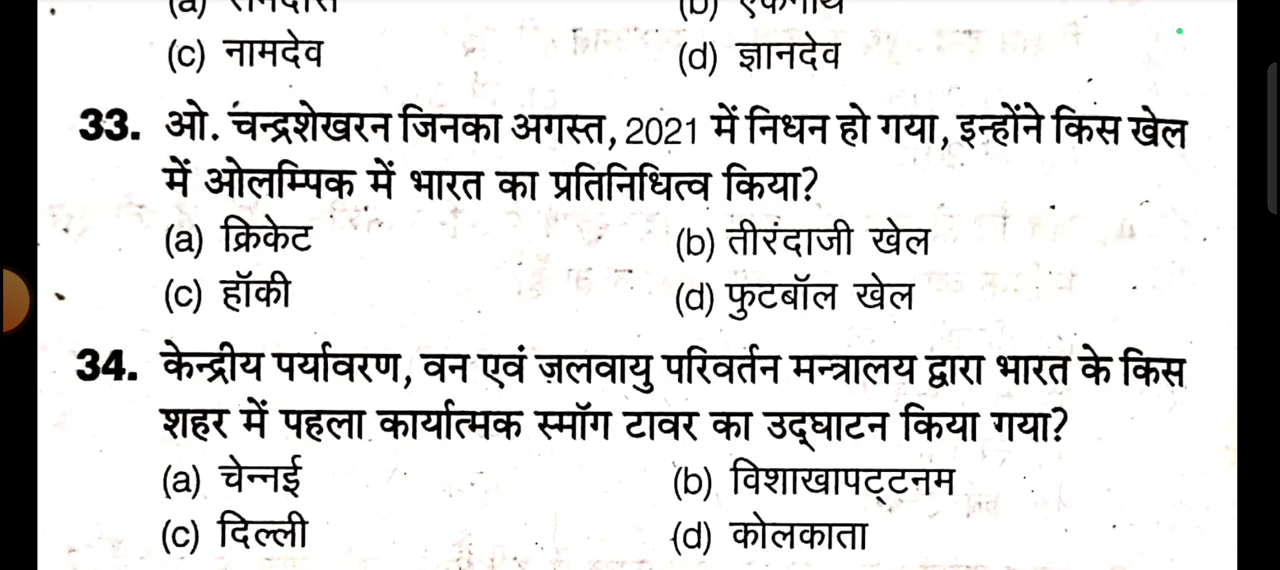 (c) नामदेव (d) ज्ञानदेव
33. ओ. चन्द्रशेखरन जिनका अगस्त, 2021 में निधन हो गया, इन्होंने किस खेल
में ओलम्पिक में भारत का प्रतिनिधित्व किया?
(a) क्रिकेट (b) तीरंदाजी खेल
(c) हॉकी (d) फुटबॉल खेल
34. केन्द्रीय पर्यावरण, वन एवं ज़लवायु परिवर्तन मन्त्रालय द्वारा भारत के किस
शहर में पहला कार्यात्मक स्मॉग टावर का उद्घाटन किया गया?
(a) चेन्नई (b) विशाखापट्टनम
(c) दिल्ली (d) कोलकाता